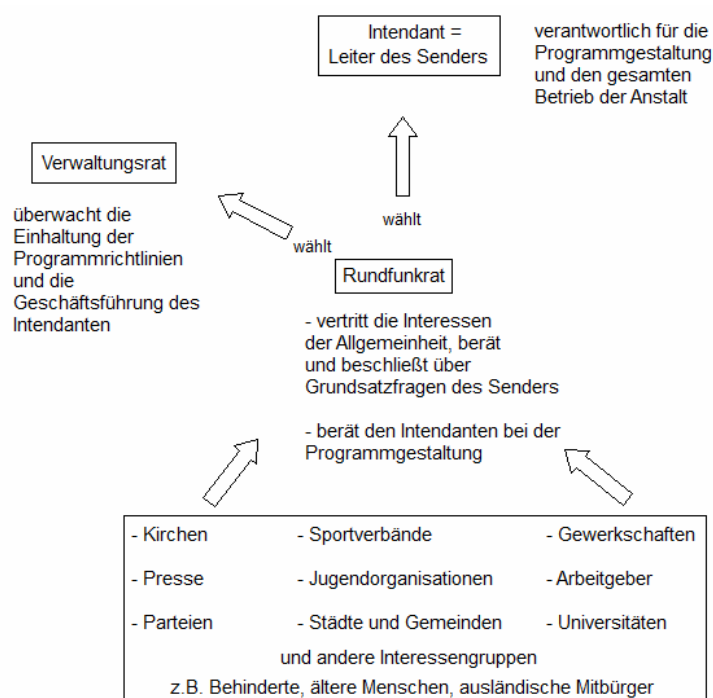 Intendant =
Leiter des Senders
verantwortlich für die
Programmgestaltung
und den gesamten
Betrieb der Anstalt
Verwaltungsrat
überwacht die
Einhaltung der
Programmrichtlinien
und die
Geschäftsführung des
Intendanten
wählt
wählt
Rundfunkrat
- vertritt die Interessen
der Allgemeinheit, berät
und beschließt über
Grundsatzfragen des Senders
- berät den Intendanten bei der
Programmgestaltung
- Kirchen - Sportverbände - Gewerkschaften
- Presse - Jugendorganisationen - Arbeitgeber
- Parteien - Städte und Gemeinden - Universitäten
und andere Interessengruppen
z.B. Behinderte, ältere Menschen, ausländische Mitbürger